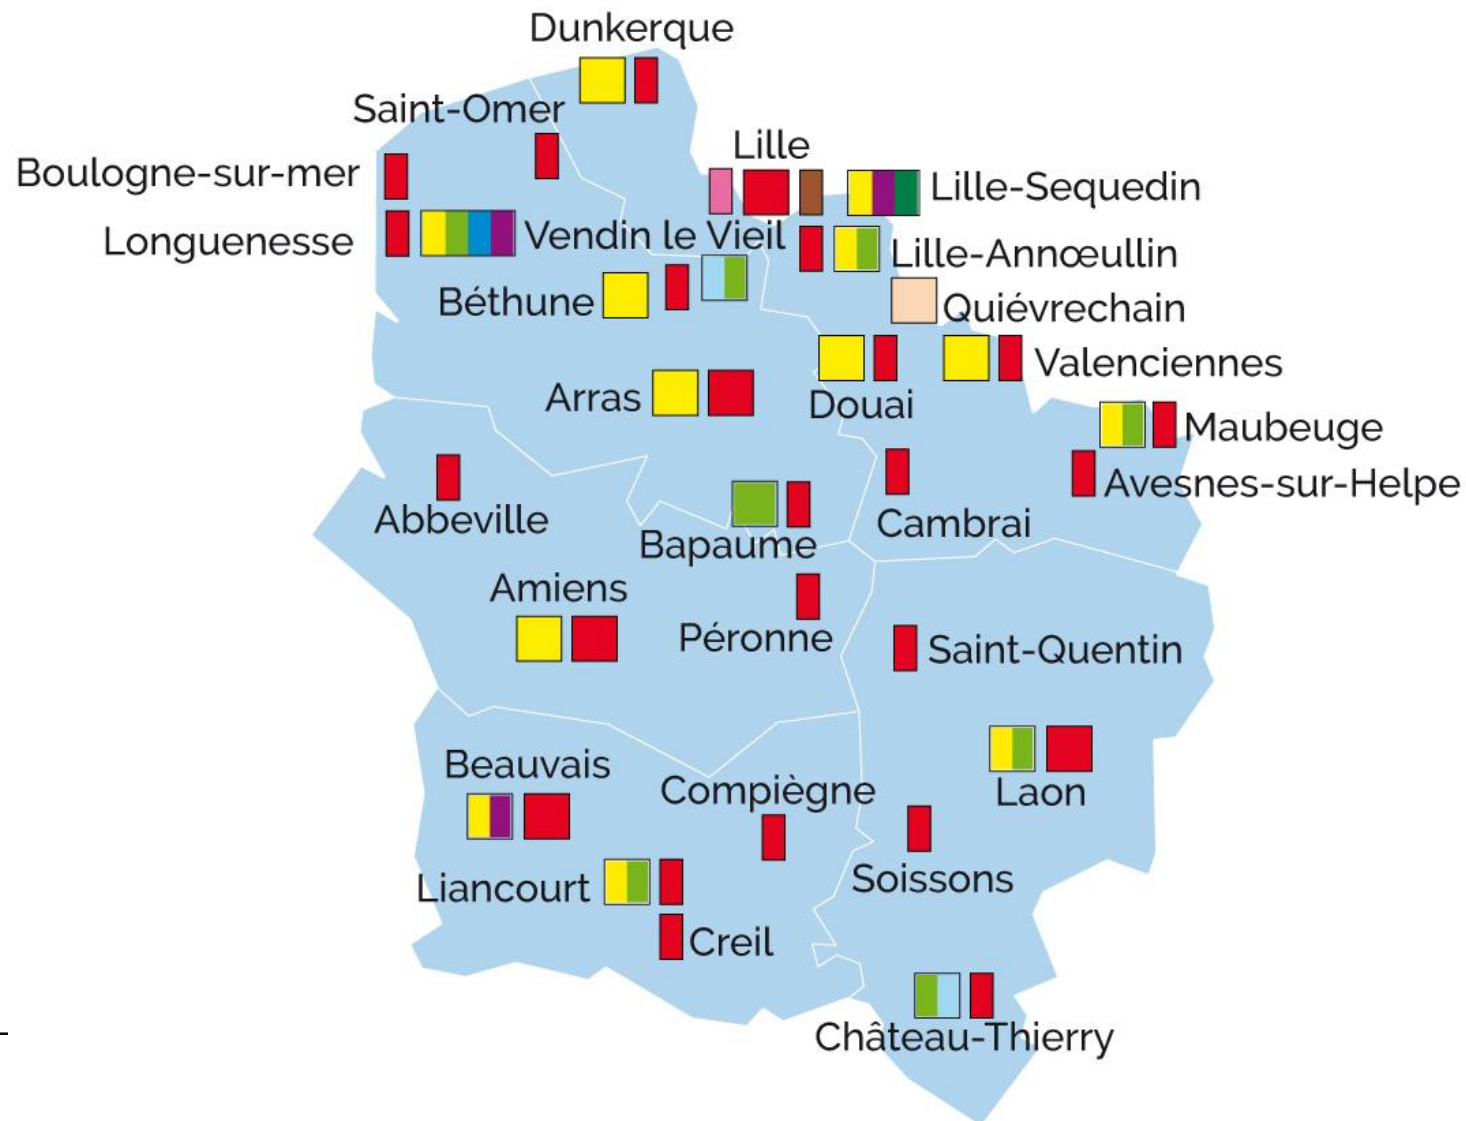 Dunkerque
Saint-Omer
Lille
Boulogne-sur-mer
Lille-Sequedin
Longuenesse
Vendin le Vieil
Lille-Annœullin
Béthune
Quiévrechain
Valenciennes
Arras
Douai
Maubeuge
Avesnes-sur-Helpe
Abbeville
Cambrai
Bapaume
Amiens
Péronne
Saint-Quentin
Beauvais
Compiègne
Laon
Liancourt
Soissons
Creil
Château-Thierry